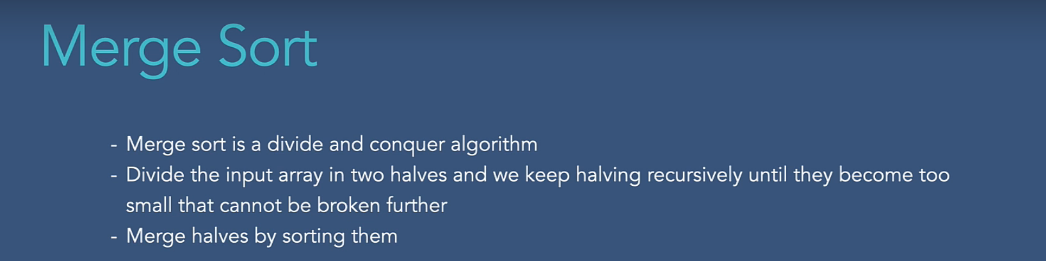 Merge Sort
- Merge sort is a divide and conquer algorithm
- Divide the input array in two halves and we keep halving recursively until they become too
small that cannot be broken further
- Merge halves by sorting them